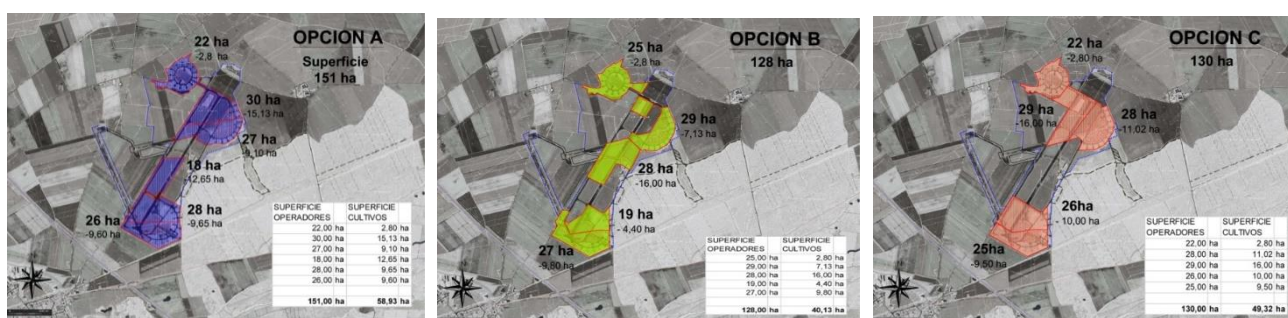 OPCION A
Superficie
151 ha
22 ha
-2,8 ha
30 ha
-15,13 ha
27 ha
-9,10 ha
18 ha
-12,65 ha
28 ha
-9,65 ha
26 ha
-9,60 ha
SUPERFICIE OPERADORES SUPERFICIE CULTIVOS
22,00 ha 2,80 ha
30,00 ha 15,13 ha
27,00 ha 9,10 ha
18,00 ha 12,65 ha
28,00 ha 9,65 ha
26,00 ha 9,60 ha
151,00 ha 58,93 ha
OPCION B
128 ha
25 ha
-2,8 ha
29 ha
-7,13 ha
28 ha
-16,00 ha
19 ha
-4,40 ha
27 ha
-9,80 ha
SUPERFICIE OPERADORES SUPERFICIE CULTIVOS
25,00 ha 2,80 ha
29,00 ha 7,13 ha
28,00 ha 16,00 ha
19,00 ha 4,40 ha
27,00 ha 9,80 ha
128,00 ha 40,13 ha
OPCION C
130 ha
22 ha
-2,80 ha
29 ha
-16,00 ha
28 ha
-11,02 ha
26ha
- 10,00 ha
25ha
-9,50 ha
SUPERFICIE OPERADORES SUPERFICIE CULTIVOS
22,00 ha 2,80 ha
28,00 ha 11,02 ha
29,00 ha 16,00 ha
26,00 ha 10,00 ha
25,00 ha 9,50 ha
130,00 ha 49,32 ha